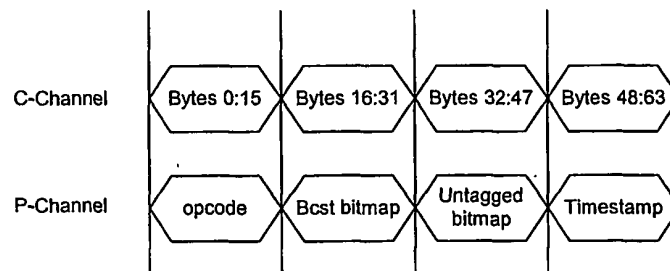 C-Channel Bytes 0:15 Bytes 16:31 Bytes 32:47 Bytes 48:63
P-Channel opcode Bcst bitmap Untagged bitmap Timestamp